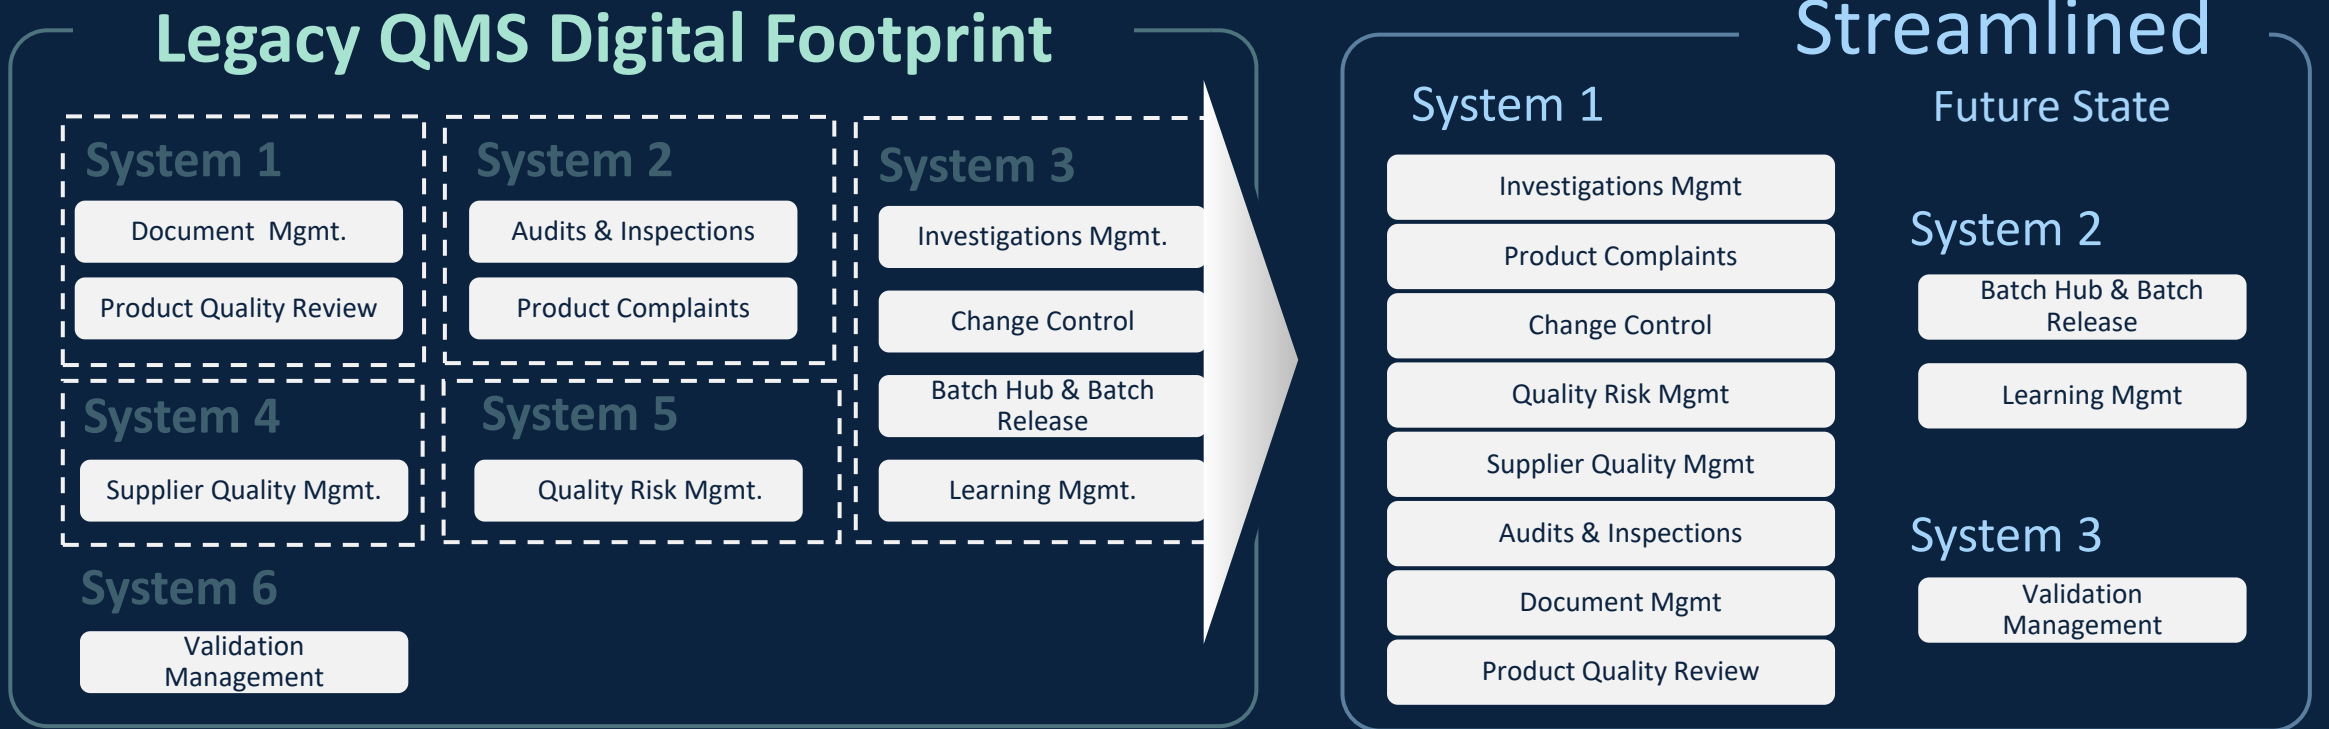 Legacy QMS Digital Footprint
System 1
Document  Mgmt.
Product Quality Review
System 2
Audits & Inspections
Product Complaints
System 3
Investigations Mgmt.
Change Control
Batch Hub & Batch
Release
Learning Mgmt.
System 4
Supplier Quality Mgmt.
System 5
Quality Risk Mgmt.
System 6
Validation
Management
Streamlined
Future State
System 1
Investigations Mgmt
Product Complaints
Change Control
Quality Risk Mgmt
Supplier Quality Mgmt
Audits & Inspections
Document Mgmt
Product Quality Review
System 2
Batch Hub & Batch
Release
Learning Mgmt
System 3
Validation
Management